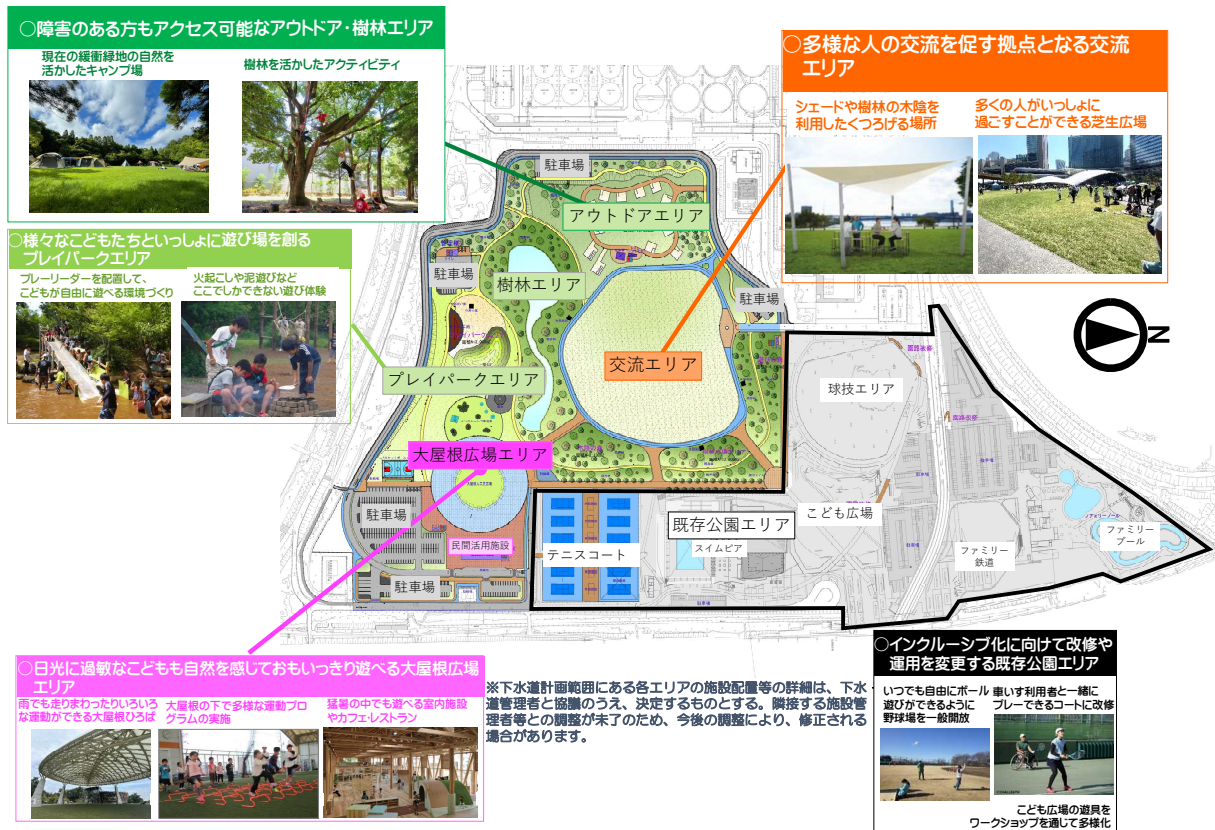 ○障害のある方もアクセス可能なアウトドア・樹林エリア
現在の緩衝緑地の自然を
活かしたキャンプ場
樹林を活かしたアクティビティ
○多様な人の交流を促す拠点となる交流
エリア
シェードや樹林の木陰を
利用したくつろげる場所
多くの人がいっしょに
過ごすことができる芝生広場
○様々なこどもたちといっしょに遊び場を創る
プレイパークエリア
プレーリーダーを配置して、
こどもが自由に遊べる環境づくり
火起こしや泥遊びなど
ここでしかできない遊び体験
駐車場
アウトドアエリア
駐車場
樹林エリア
駐車場
交流エリア
プレイパークエリア
大屋根広場エリア
駐車場
民間活用施設
駐車場
N
球技エリア
園路改修
園路改修
駐車場
既存公園エリア
こども広場
テニスコート
スイムピア
ファミリー
鉄道
ファミリープール
ファミリー
プール
駐車場
○日光に過敏なこどもも自然を感じておもいっきり遊べる大屋根広場
エリア
雨でも走りまわったりいろいろ
な運動ができる大屋根ひろば
大屋根の下で多様な運動プロ
グラムの実施
猛暑の中でも遊べる室内施設
やカフェ・レストラン
※下水道計画範囲にある各エリアの施設配置等の詳細は、下水
道管理者と協議のうえ、決定するものとする。隣接する施設管
理者等との調整が未了のため、今後の調整により、修正される
場合があります。
○インクルーシブ化に向けて改修や
運用を変更する既存公園エリア
いつでも自由にボール
遊びができるように
野球場を一般開放
車いす利用者と一緒に
プレーできるコートに改修
こども広場の遊具を
ワークショップを通じて多様化